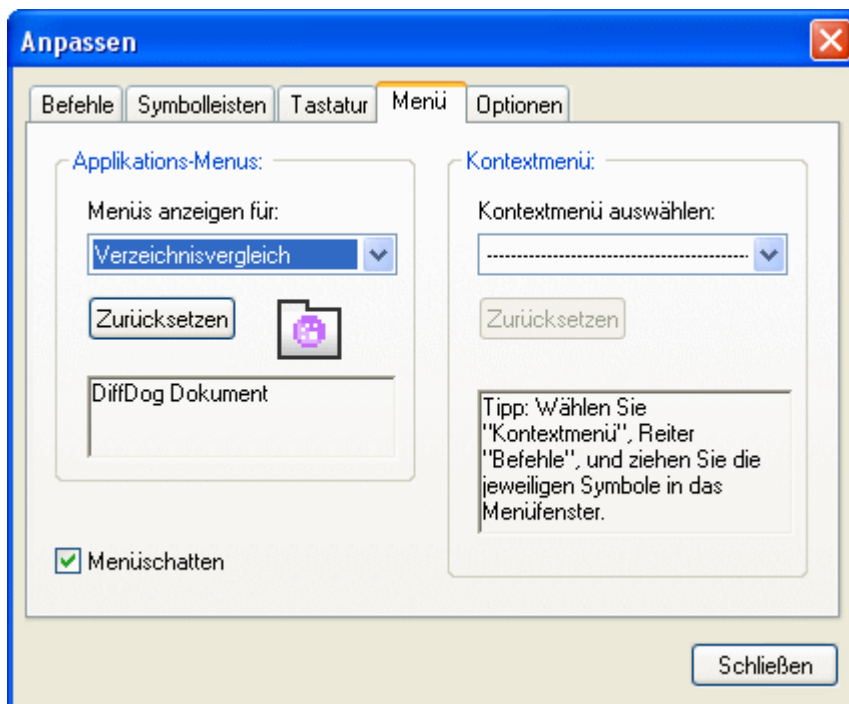 Anpassen
Befehle Symbolleisten Tastatur Menü Optionen
Applikations-Menus:
Menüs anzeigen für:
Verzeichnisvergleich
Zurücksetzen
DiffDog Dokument
Menüschatten
Kontextmenü:
Kontextmenü auswählen:
Zurücksetzen
Tipp: Wählen Sie
"Kontextmenü", Reiter
"Befehle", und ziehen Sie die
jeweiligen Symbole in das
Menüfenster.
Schließen